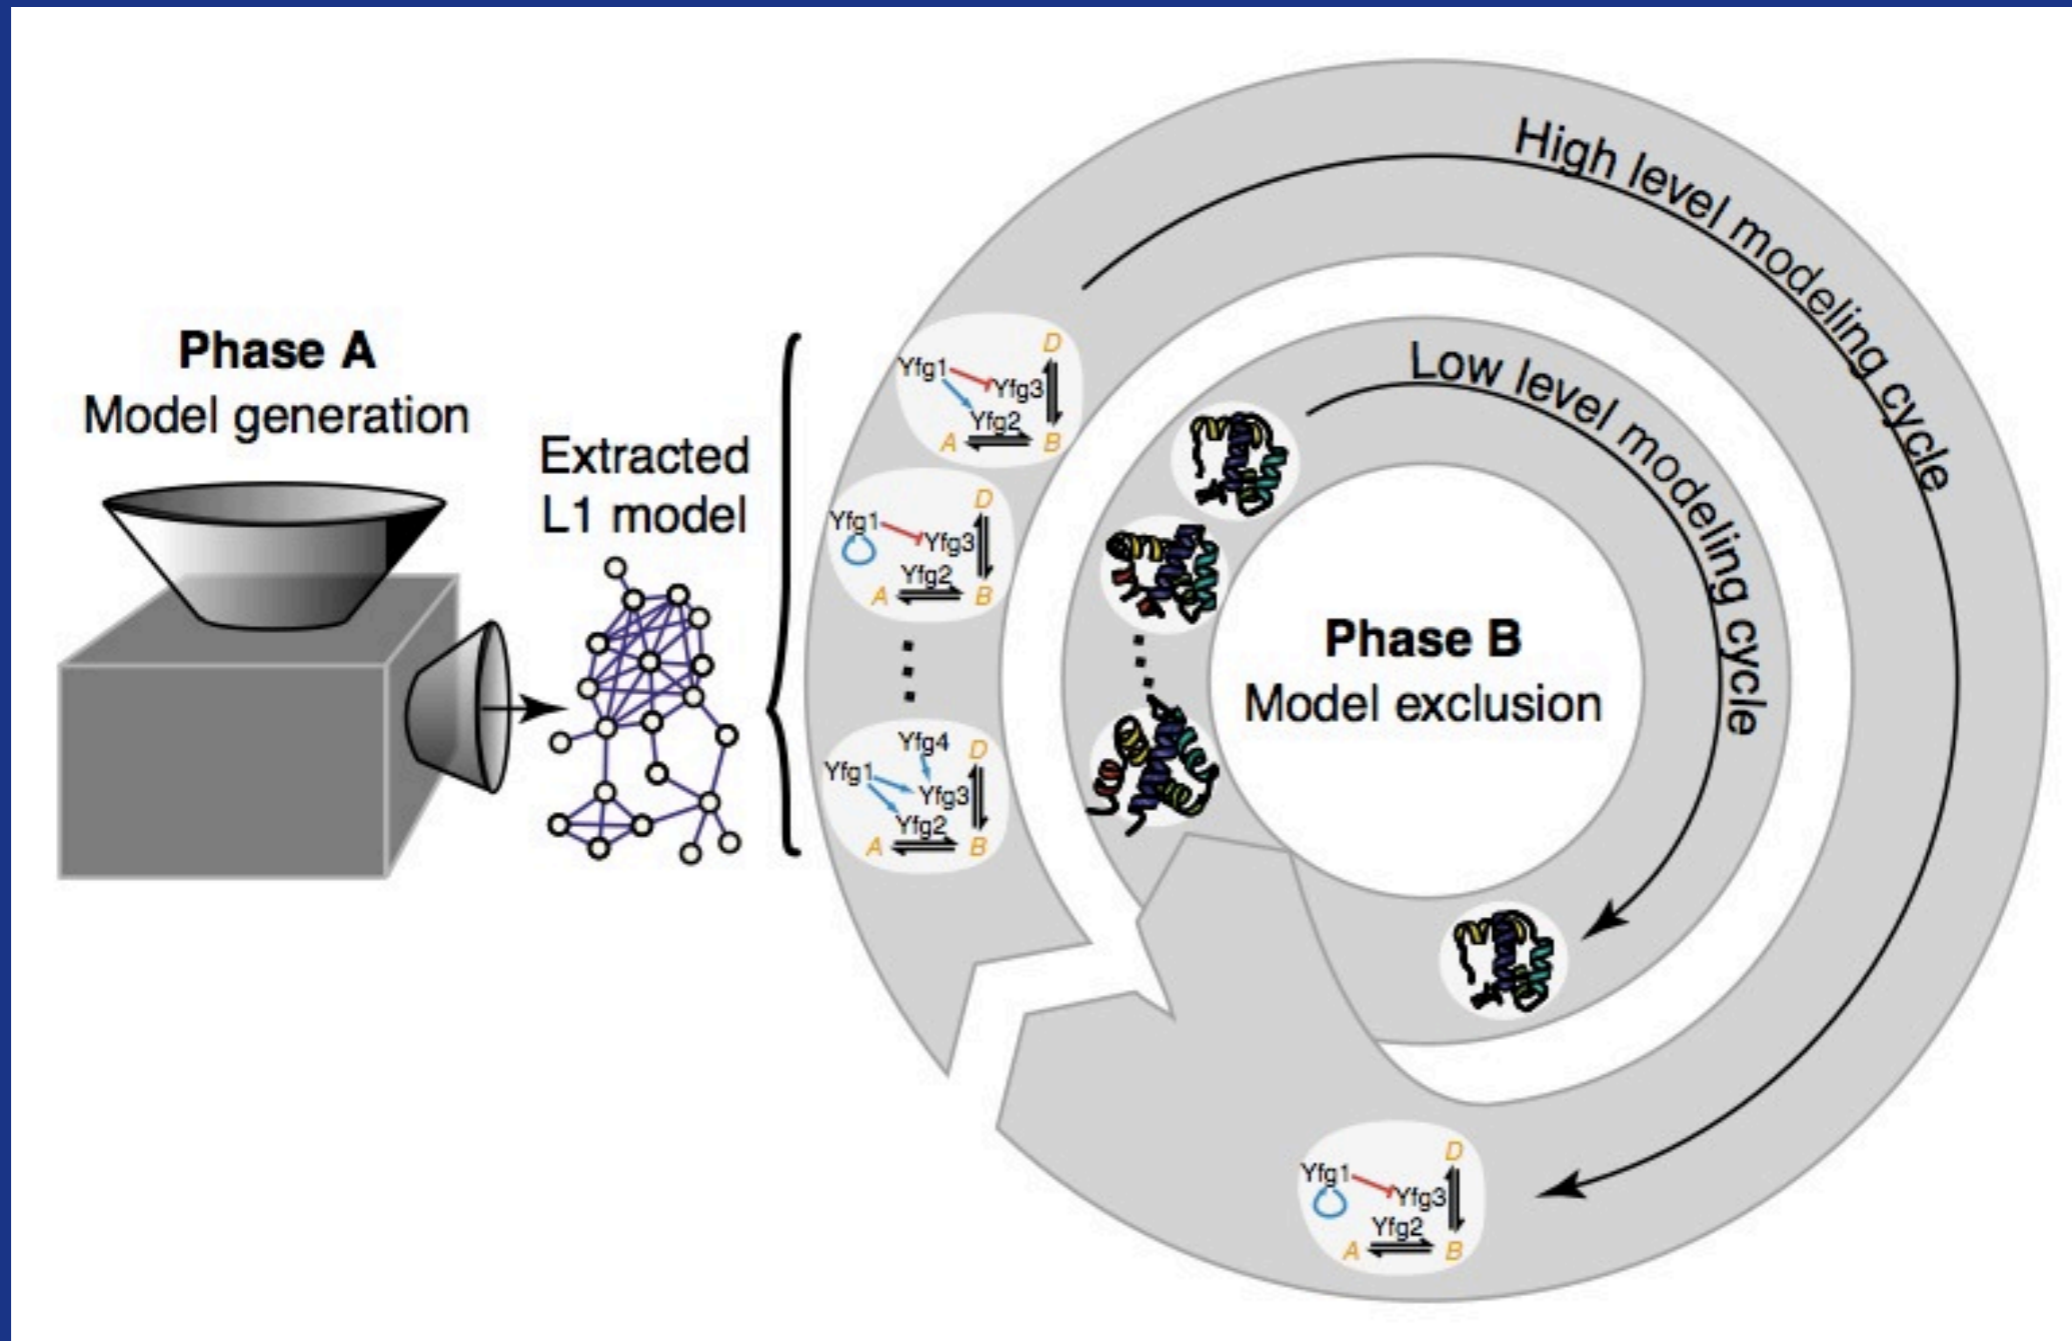 Phase A
Model generation
Extracted
L1 model
High level modeling cycle
Low level modeling cycle
Phase B
Model exclusion
D
Yfg1
Yfg3
Yfg2
A B
D
Yfg1
Yfg3
Yfg2
A B
Yfg4 D
Yfg1
Yfg3
Yfg2
A B
D
Yfg1
Yfg3
Yfg2
A B